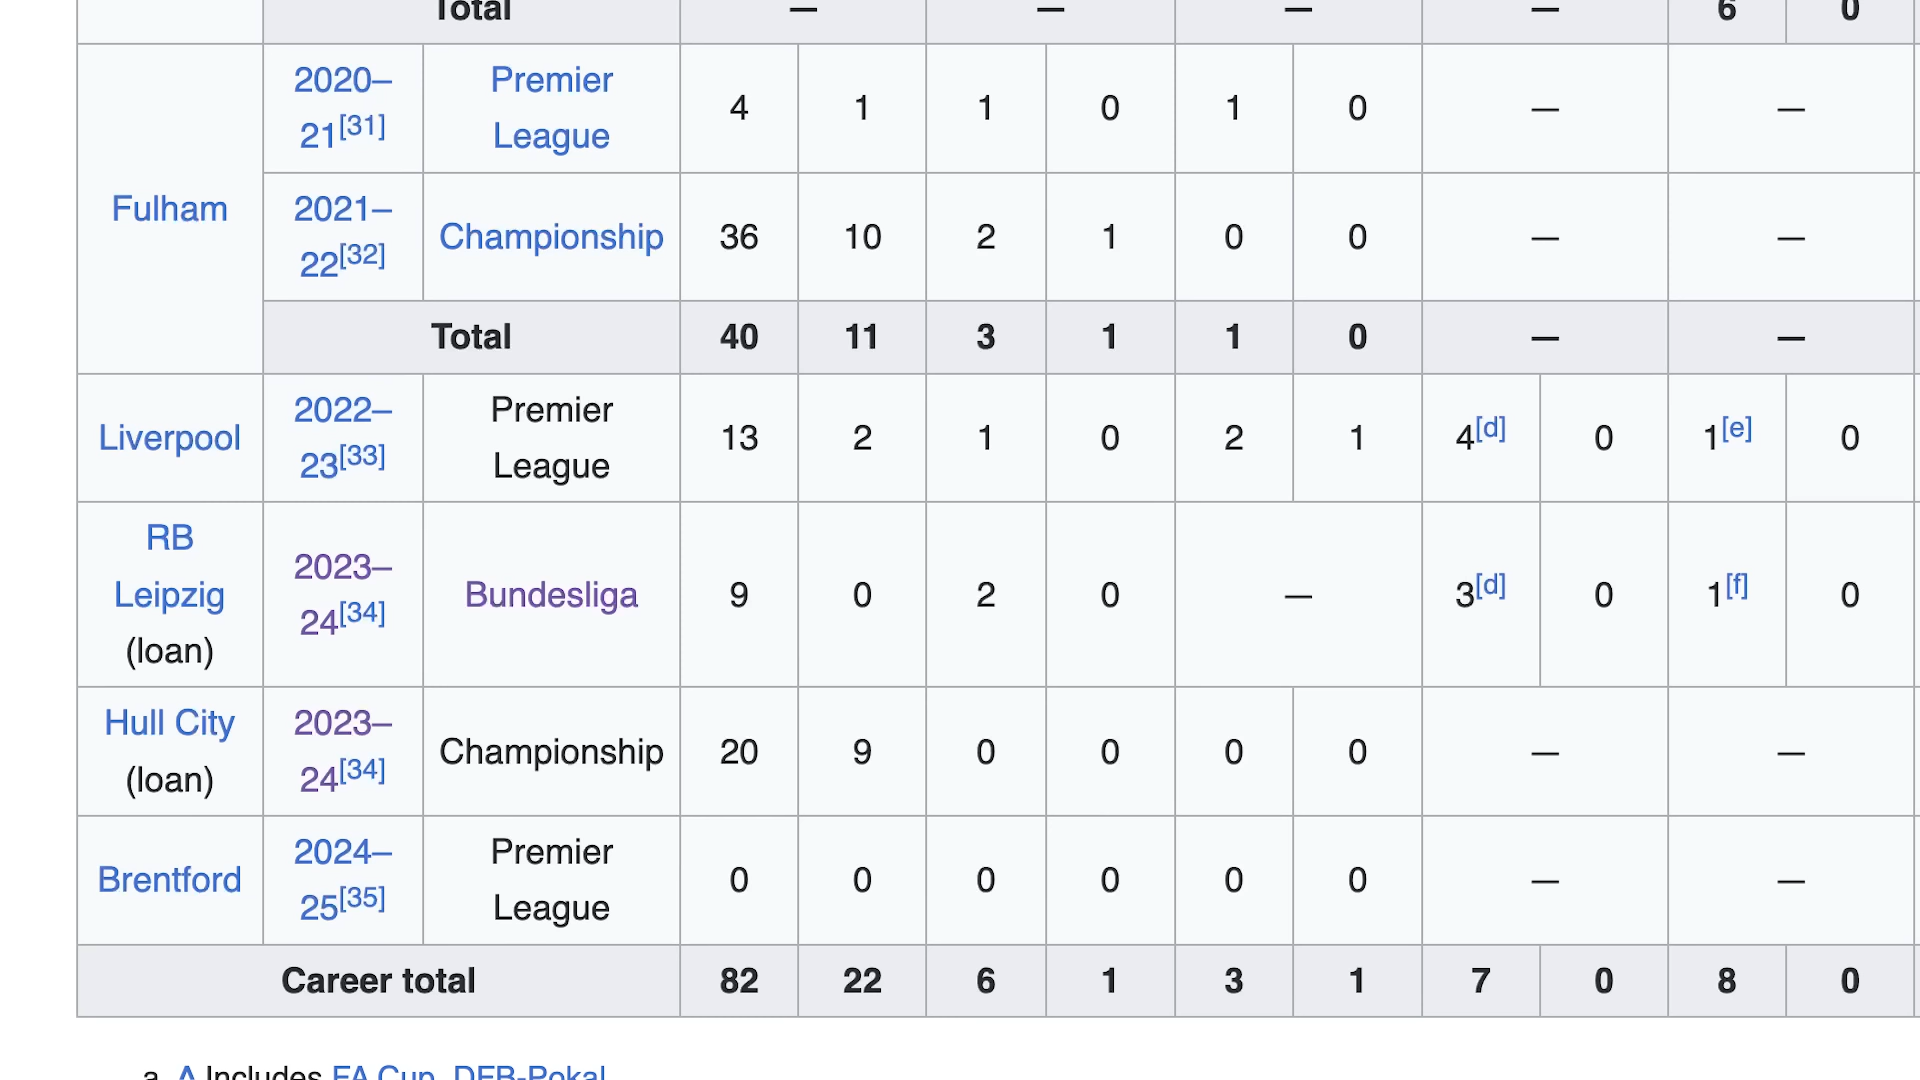 Total — — — — 6 0
Fulham 2020–21[31] Premier League 4 1 1 0 1 0 — —
2021–22[32] Championship 36 10 2 1 0 0 — —
Total 40 11 3 1 1 0 — —
Liverpool 2022–23[33] Premier League 13 2 1 0 2 1 4[d] 0 1[e] 0
RB Leipzig (loan) 2023–24[34] Bundesliga 9 0 2 0 — 3[d] 0 1[f] 0
Hull City (loan) 2023–24[34] Championship 20 9 0 0 0 0 — —
Brentford 2024–25[35] Premier League 0 0 0 0 0 0 — —
Career total 82 22 6 1 3 1 7 0 8 0
a. ^ Includes FA Cup, DFB-Pokal